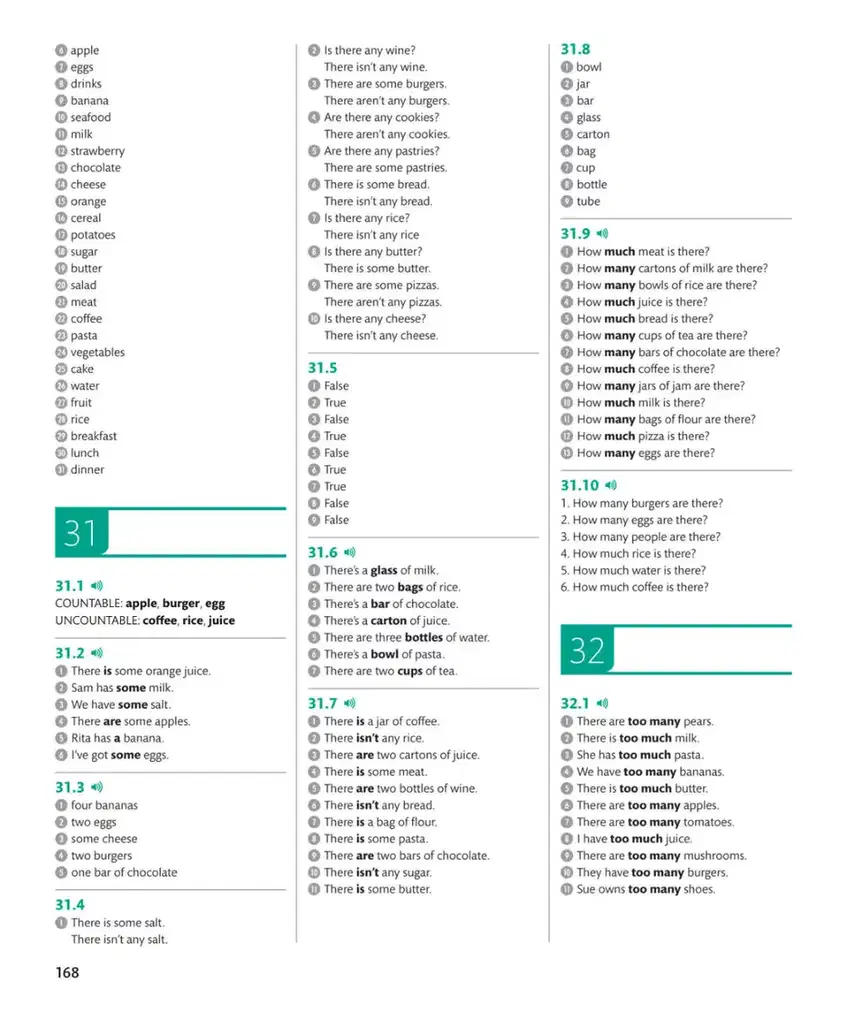 6 apple
7 eggs
8 drinks
9 banana
10 seafood
11 milk
12 strawberry
13 chocolate
14 cheese
15 orange
16 cereal
17 potatoes
18 sugar
19 butter
20 salad
21 meat
22 coffee
23 pasta
24 vegetables
25 cake
26 water
27 fruit
28 rice
29 breakfast
30 lunch
31 dinner
31
31.1
COUNTABLE: apple, burger, egg
UNCOUNTABLE: coffee, rice, juice
31.2
1 There is some orange juice.
2 Sam has some milk.
3 We have some salt.
4 There are some apples.
5 Rita has a banana.
6 I've got some eggs.
31.3
1 four bananas
2 two eggs
3 some cheese
4 two burgers
5 one bar of chocolate
31.4
1 There is some salt.
There isn't any salt.
2 Is there any wine?
There isn't any wine.
3 There are some burgers.
There aren't any burgers.
4 Are there any cookies?
There aren't any cookies.
5 Are there any pastries?
There are some pastries.
6 There is some bread.
There isn't any bread.
7 Is there any rice?
There isn't any rice
8 Is there any butter?
There is some butter.
9 There are some pizzas.
There aren't any pizzas.
10 Is there any cheese?
There isn't any cheese.
31.5
1 False
2 True
3 False
4 True
5 False
6 True
7 True
8 False
9 False
31.6
1 There's a glass of milk.
2 There are two bags of rice.
3 There's a bar of chocolate.
4 There's a carton of juice.
5 There are three bottles of water.
6 There's a bowl of pasta.
7 There are two cups of tea.
31.7
1 There is a jar of coffee.
2 There isn't any rice.
3 There are two cartons of juice.
4 There is some meat.
5 There are two bottles of wine.
6 There isn't any bread.
7 There is a bag of flour.
8 There is some pasta.
9 There are two bars of chocolate.
10 There isn't any sugar.
11 There is some butter.
31.8
1 bowl
2 jar
3 bar
4 glass
5 carton
6 bag
7 cup
8 bottle
9 tube
31.9
1 How much meat is there?
2 How many cartons of milk are there?
3 How many bowls of rice are there?
4 How much juice is there?
5 How much bread is there?
6 How many cups of tea are there?
7 How many bars of chocolate are there?
8 How much coffee is there?
9 How many jars of jam are there?
10 How much milk is there?
11 How many bags of flour are there?
12 How much pizza is there?
13 How many eggs are there?
31.10
1. How many burgers are there?
2. How many eggs are there?
3. How many people are there?
4. How much rice is there?
5. How much water is there?
6. How much coffee is there?
32
32.1
1 There are too many pears.
2 There is too much milk.
3 She has too much pasta.
4 We have too many bananas.
5 There is too much butter.
6 There are too many apples.
7 There are too many tomatoes.
8 I have too much juice.
9 There are too many mushrooms.
10 They have too many burgers.
11 Sue owns too many shoes.
168